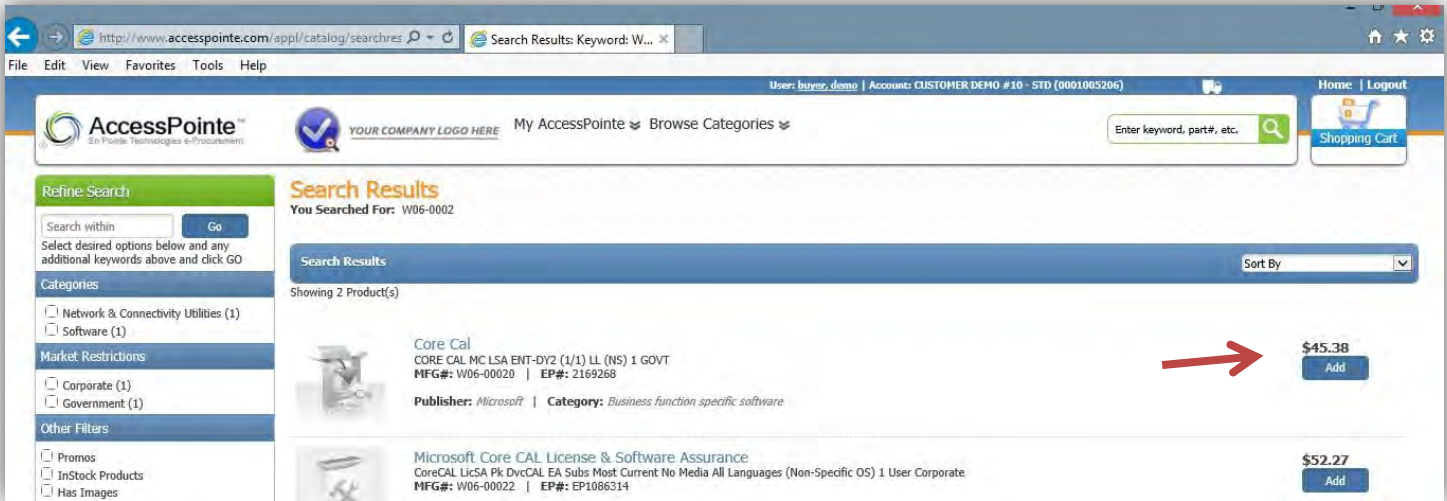 http://www.accesspointe.com/appl/catalog/searchres
Search Results: Keyword: W...
File Edit View Favorites Tools Help
User: buyer, demo | Account: CUSTOMER DEMO #10 - STD (0001005206)
Home | Logout
AccessPointe™
En Pointe Technologies e-Procurement
YOUR COMPANY LOGO HERE
My AccessPointe Browse Categories
Enter keyword, part#, etc.
Shopping Cart
Refine Search
Search within
Go
Select desired options below and any
additional keywords above and click GO
Categories
Network & Connectivity Utilities (1)
Software (1)
Market Restrictions
Corporate (1)
Government (1)
Other Filters
Promos
InStock Products
Has Images
Search Results
You Searched For: W06-0002
Search Results
Sort By
Showing 2 Product(s)
Core Cal
CORE CAL MC LSA ENT-DY2 (1/1) LL (NS) 1 GOVT
MFG#: W06-00020 | EP#: 2169268
Publisher: Microsoft | Category: Business function specific software
$45.38
Add
Microsoft Core CAL License & Software Assurance
CoreCAL LicSA Pk DvcCAL EA Subs Most Current No Media All Languages (Non-Specific OS) 1 User Corporate
MFG#: W06-00022 | EP#: EP1086314
$52.27
Add